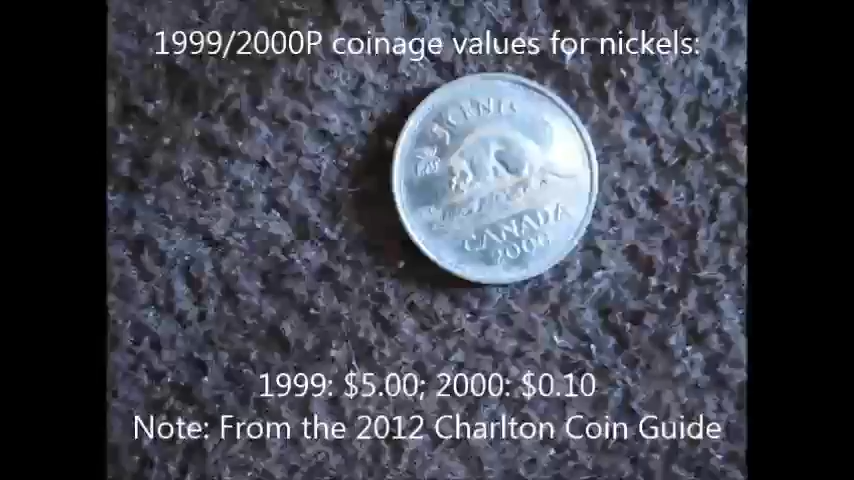 1999/2000P coinage values for nickels:
5 CENTS
CANADA
2000
1999: $5.00; 2000: $0.10
Note: From the 2012 Charlton Coin Guide